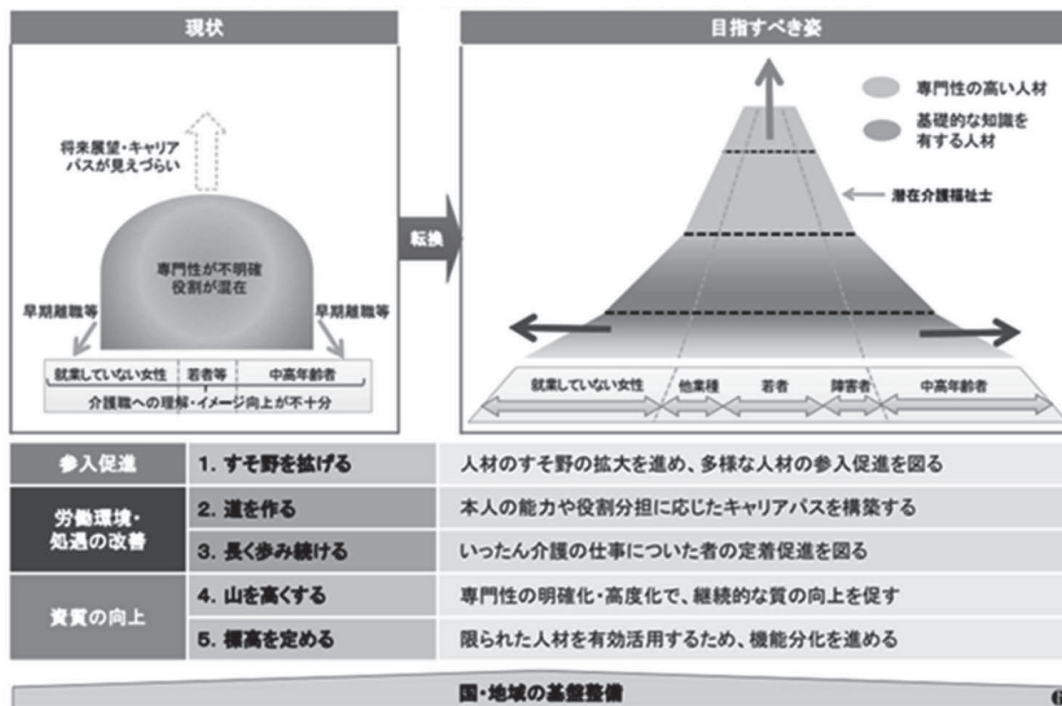 現状
将来展望・キャリア
パスが見えづらい
専門性が不明確
役割が混在
早期離職等
早期離職等
就業していない女性
若者等
中高年齢者
介護職への理解・イメージ向上が不十分
転換
目指すべき姿
専門性の高い人材
基礎的な知識を
有する人材
潜在介護福祉士
就業していない女性
他業種
若者
障害者
中高年齢者
参入促進
1. すそ野を拡げる
人材のすそ野の拡大を進め、多様な人材の参入促進を図る
労働環境・
処遇の改善
2. 道を作る
本人の能力や役割分担に応じたキャリアパスを構築する
3. 長く歩み続ける
いったん介護の仕事についた者の定着促進を図る
資質の向上
4. 山を高くする
専門性の明確化・高度化で、継続的な質の向上を促す
5. 標高を定める
限られた人材を有効活用するため、機能分化を進める
国・地域の基盤整備